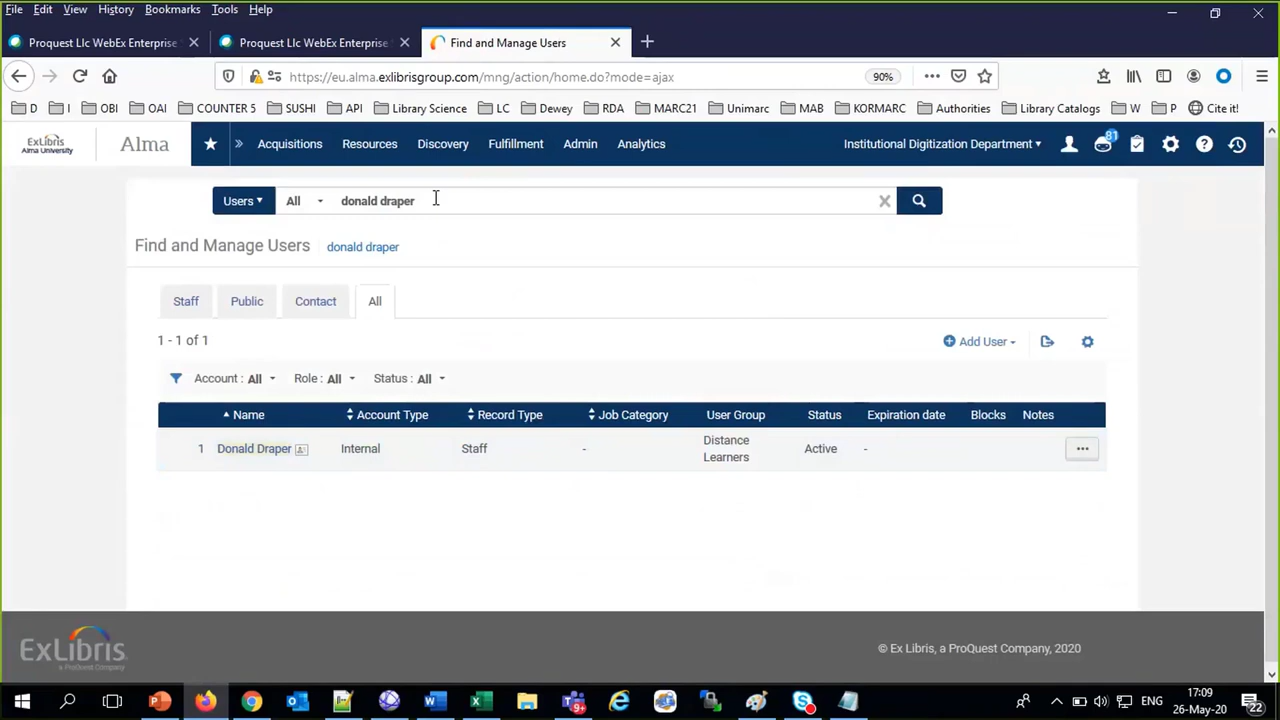 File Edit View History Bookmarks Tools Help
Proquest Llc WebEx Enterprise Proquest Llc WebEx Enterprise Find and Manage Users
https://eu.alma.exlibrisgroup.com/mng/action/home.do?mode=ajax 90%
D I OBI OAI COUNTER 5 SUSHI API Library Science LC Dewey RDA MARC21 Unimarc MAB KORMARC Authorities Library Catalogs W P Cite it!
ExLibris Alma University Alma Acquisitions Resources Discovery Fulfillment Admin Analytics Institutional Digitization Department 81
Users All donald draper
Find and Manage Users donald draper
Staff Public Contact All
1 - 1 of 1 Add User
Account : All Role : All Status : All
Name Account Type Record Type Job Category User Group Status Expiration date Blocks Notes
1 Donald Draper Internal Staff - Distance Learners Active -
ExLibris a ProQuest Company © Ex Libris, a ProQuest Company, 2020
9+ ENG 17:09 26-May-20 22